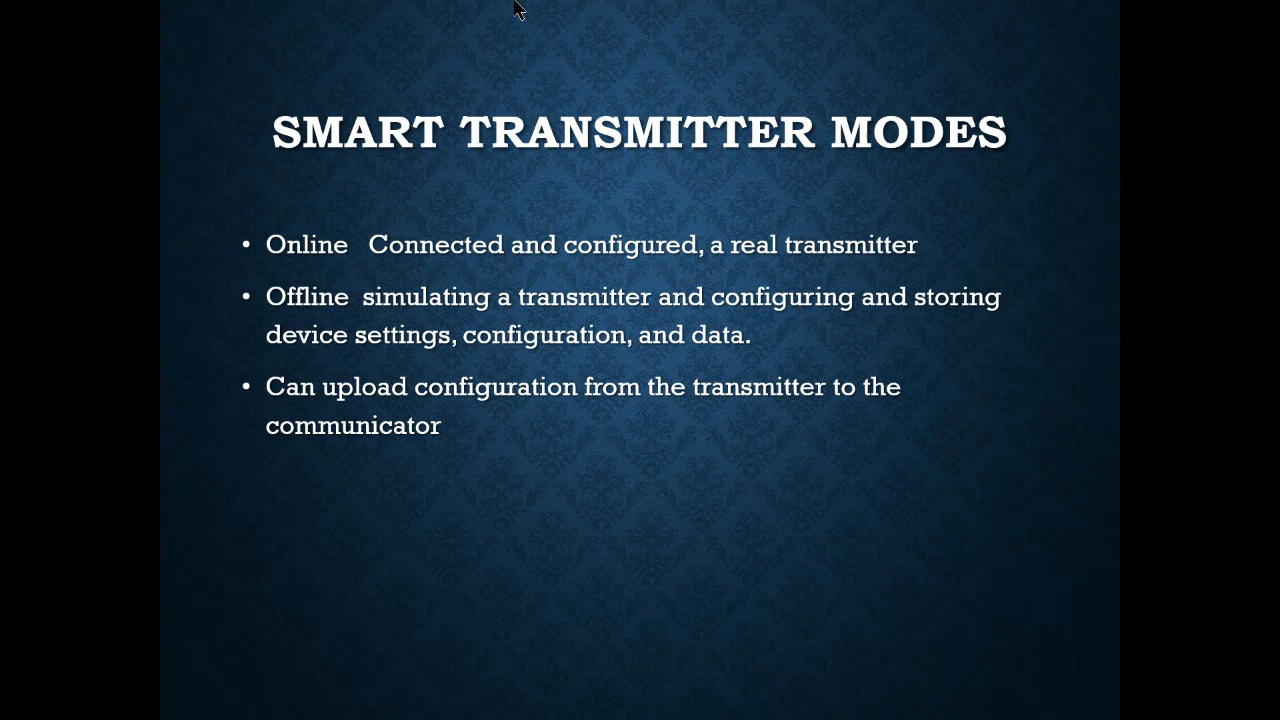 SMART TRANSMITTER MODES
• Online   Connected and configured, a real transmitter
• Offline  simulating a transmitter and configuring and storing
device settings, configuration, and data.
• Can upload configuration from the transmitter to the
communicator